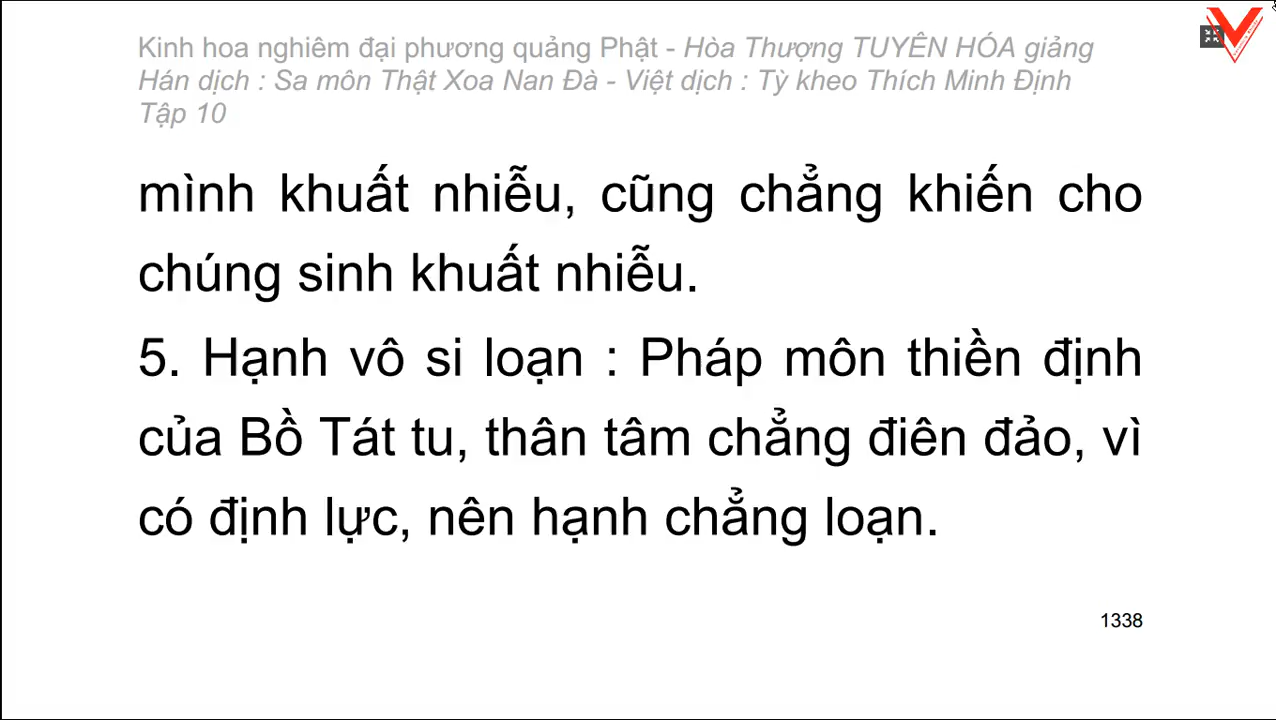 Kinh hoa nghiêm đại phương quảng Phật - Hòa Thượng TUYÊN HÓA giảng
Hán dịch : Sa môn Thật Xoa Nan Đà - Việt dịch : Tỳ kheo Thích Minh Định
Tập 10
mình khuất nhiễu, cũng chẳng khiến cho
chúng sinh khuất nhiễu.
5. Hạnh vô si loạn : Pháp môn thiền định
của Bồ Tát tu, thân tâm chẳng điên đảo, vì
có định lực, nên hạnh chẳng loạn.
1338